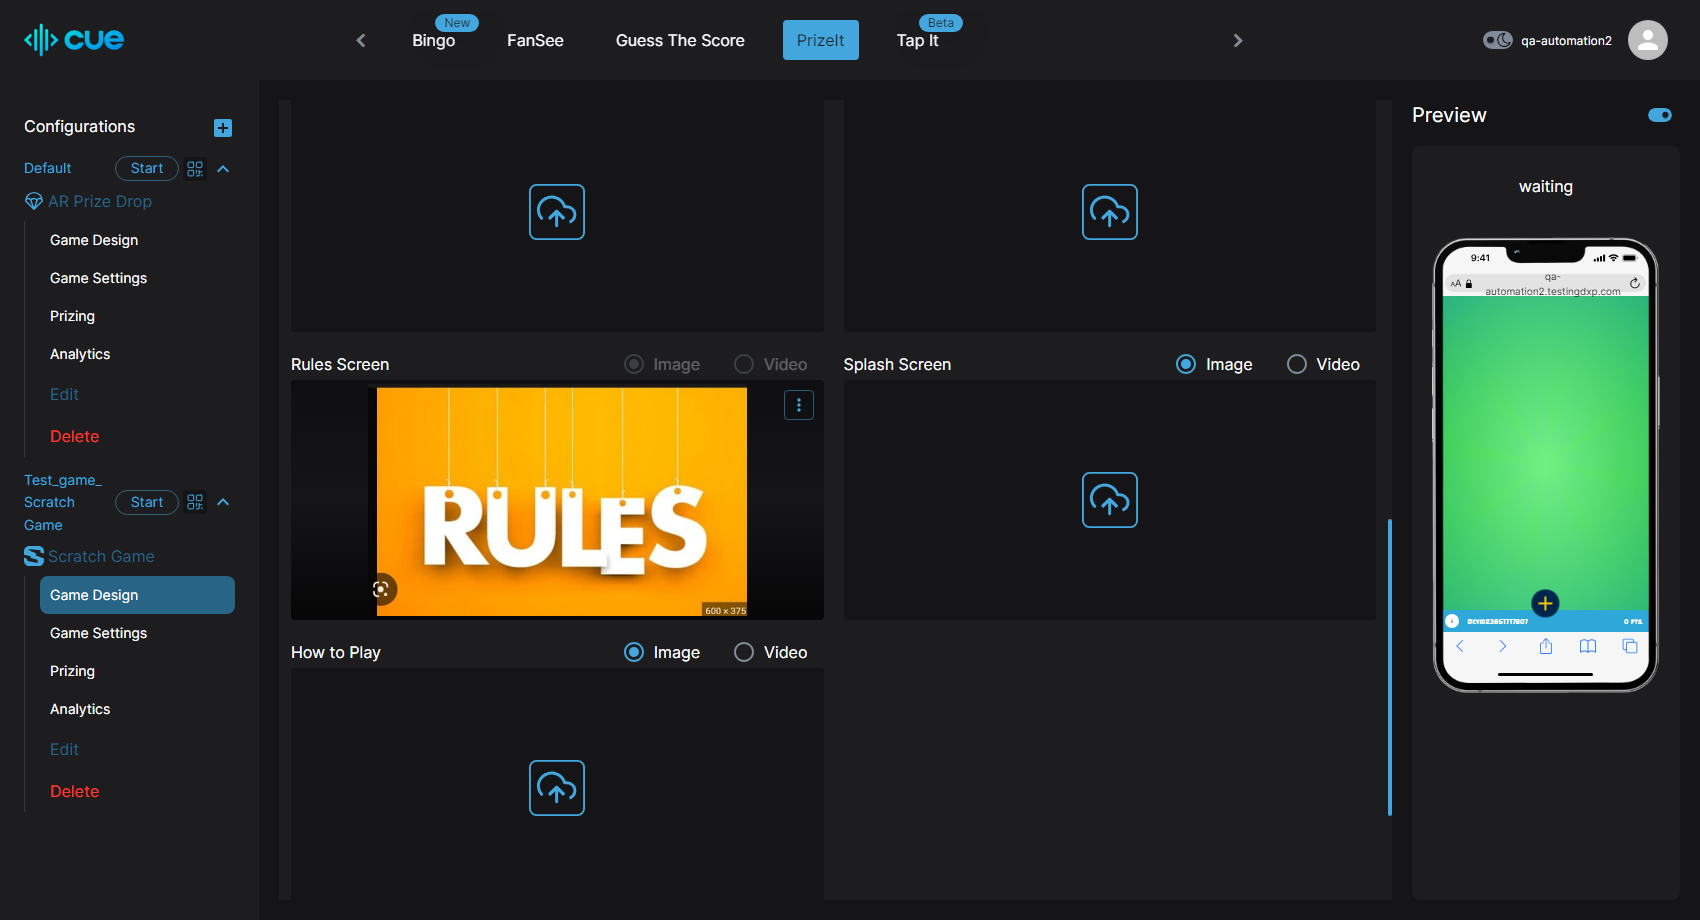 cue
New
Bingo
FanSee
Guess The Score
PrizeIt
Beta
Tap It
qa-automation2
Configurations
Default
Start
AR Prize Drop
Game Design
Game Settings
Prizing
Analytics
Edit
Delete
Test_game_
Scratch
Game
Start
Scratch Game
Game Design
Game Settings
Prizing
Analytics
Edit
Delete
Rules Screen
Image
Video
RULES
600 × 375
Splash Screen
Image
Video
How to Play
Image
Video
Preview
waiting
9:41
AA
qa-
automation2.testingdxp.com
0 PTS.